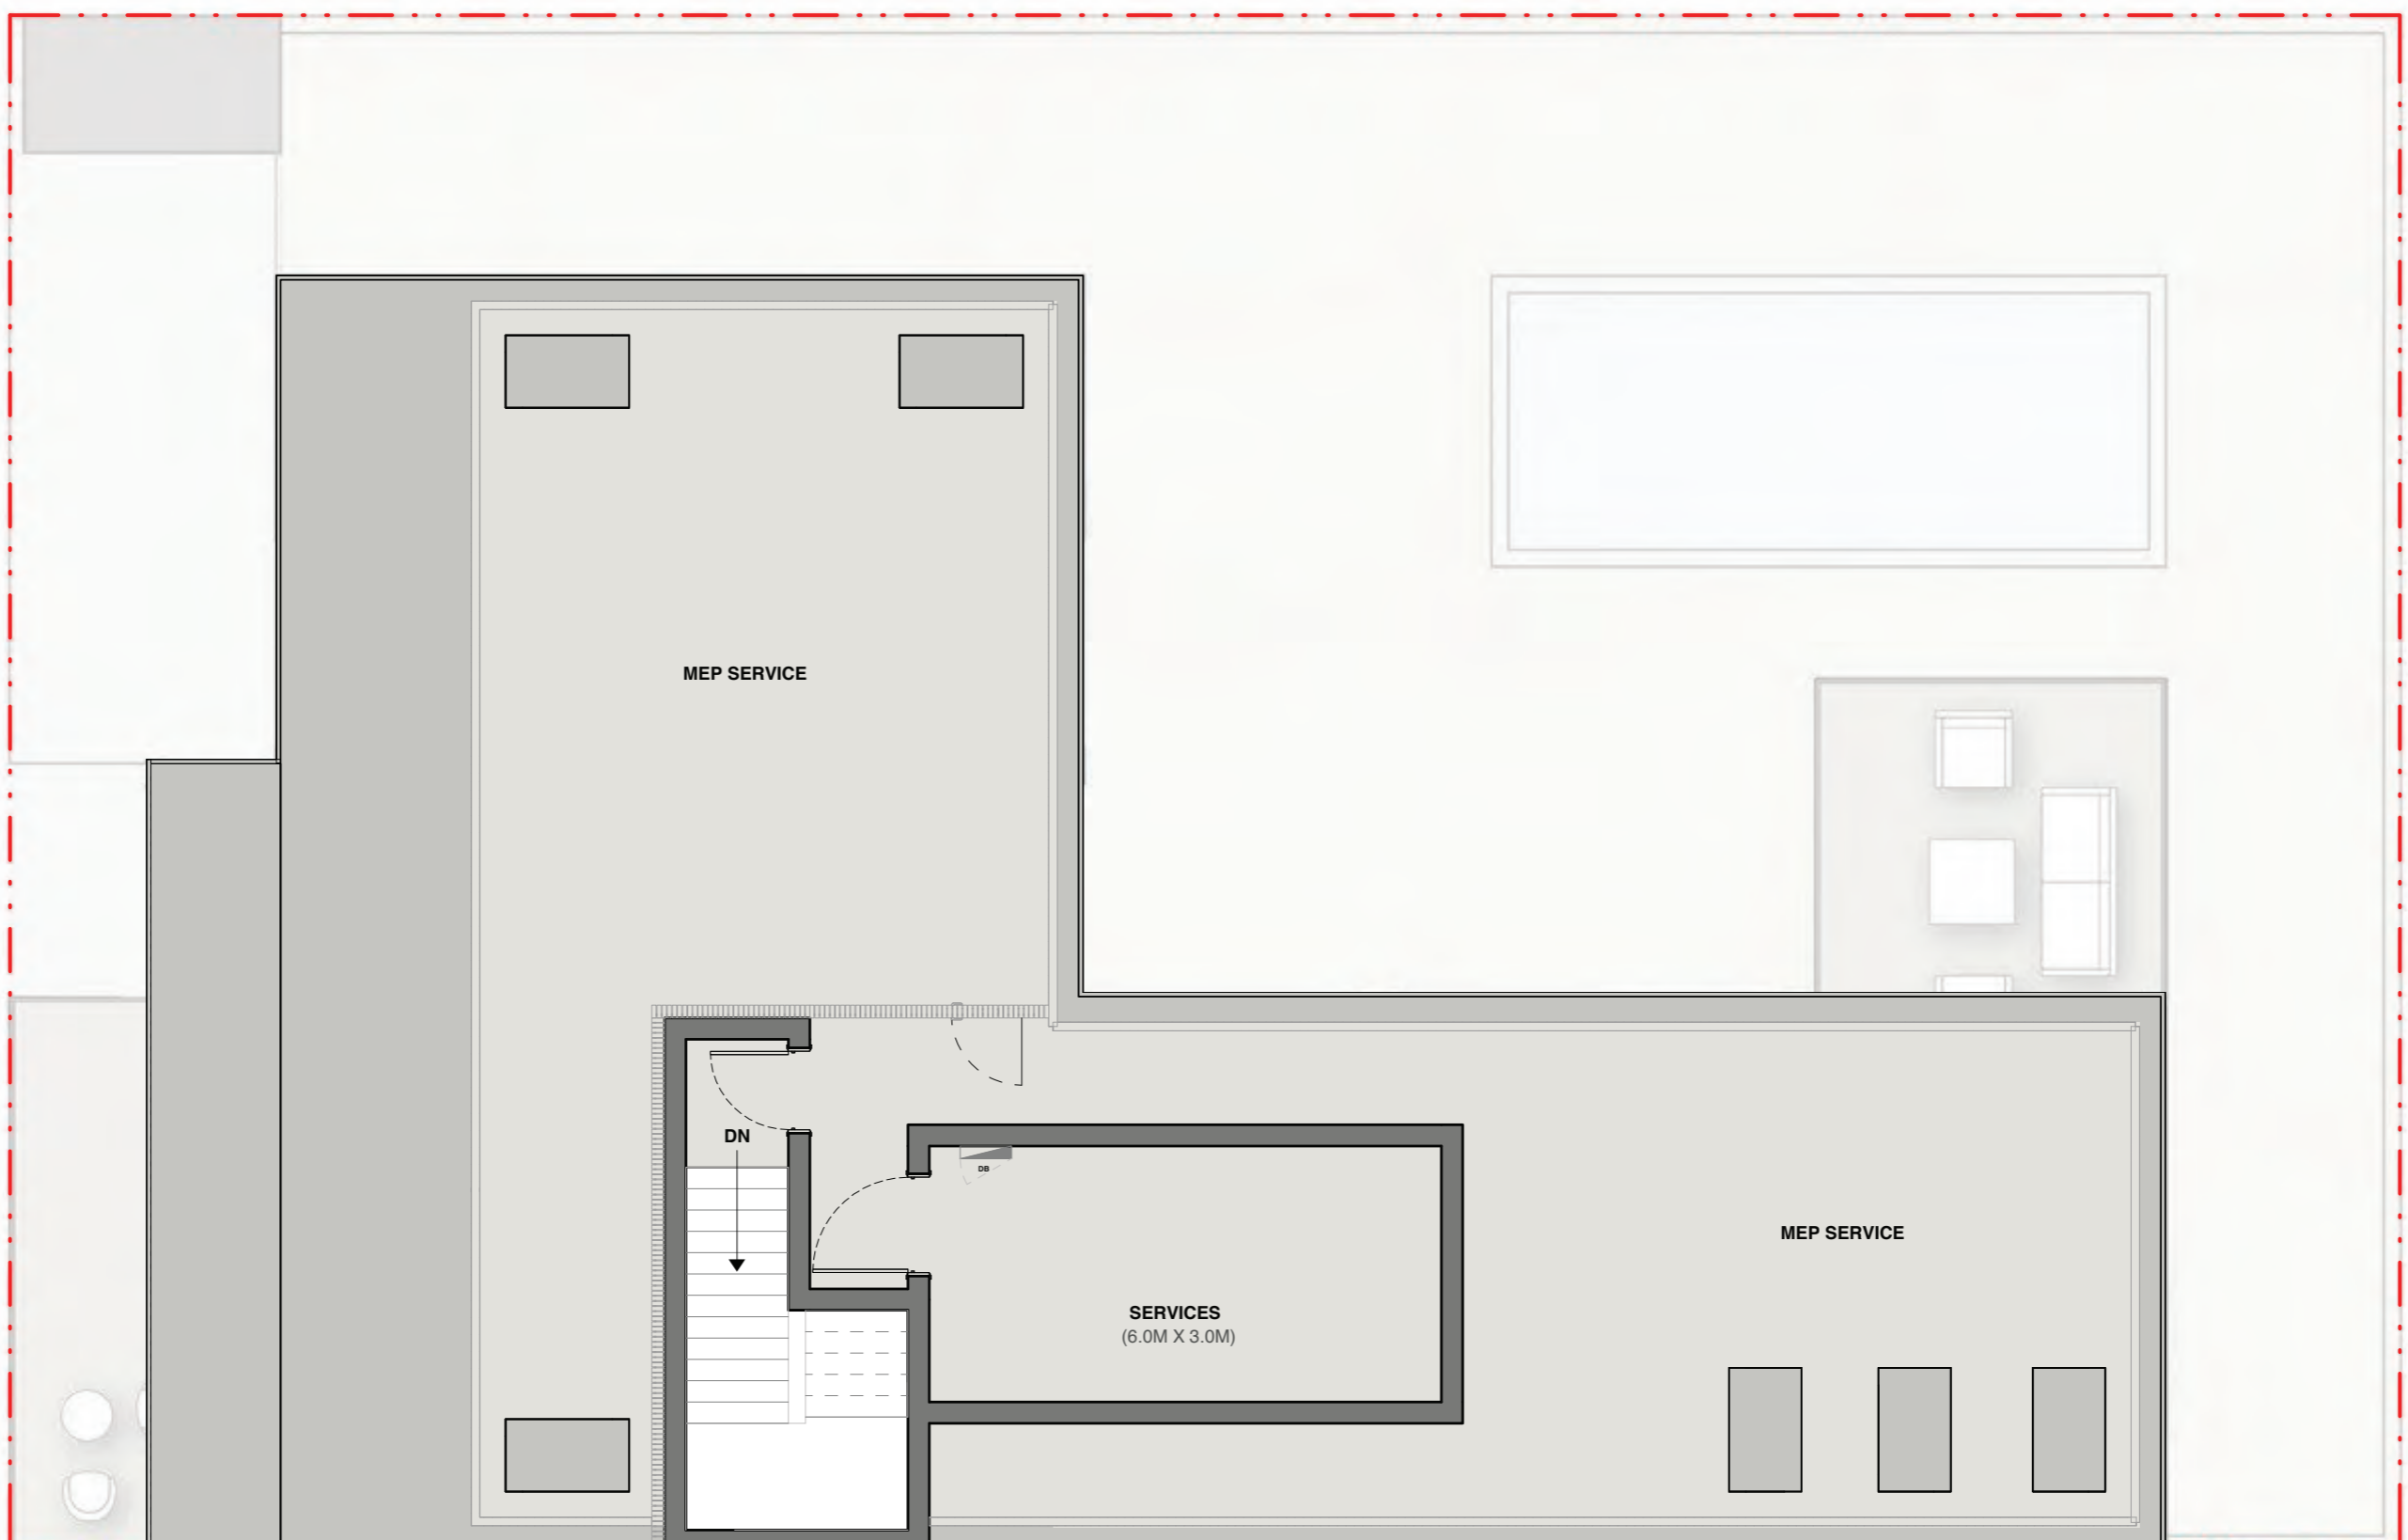 MEP SERVICE
DN
DB
MEP SERVICE
SERVICES
(6.0M X 3.0M)